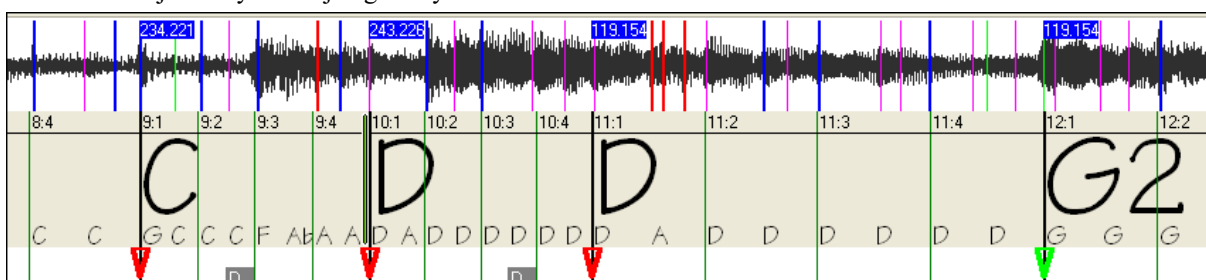 234.221 243.226 119.154 119.154
8:4 9:1 9:2 9:3 9:4 10:1 10:2 10:3 10:4 11:1 11:2 11:3 11:4 12:1 12:2
C D D G2
C C G C C C F Ab A A D A D D D D D D D A D D D D D D G G G
D D